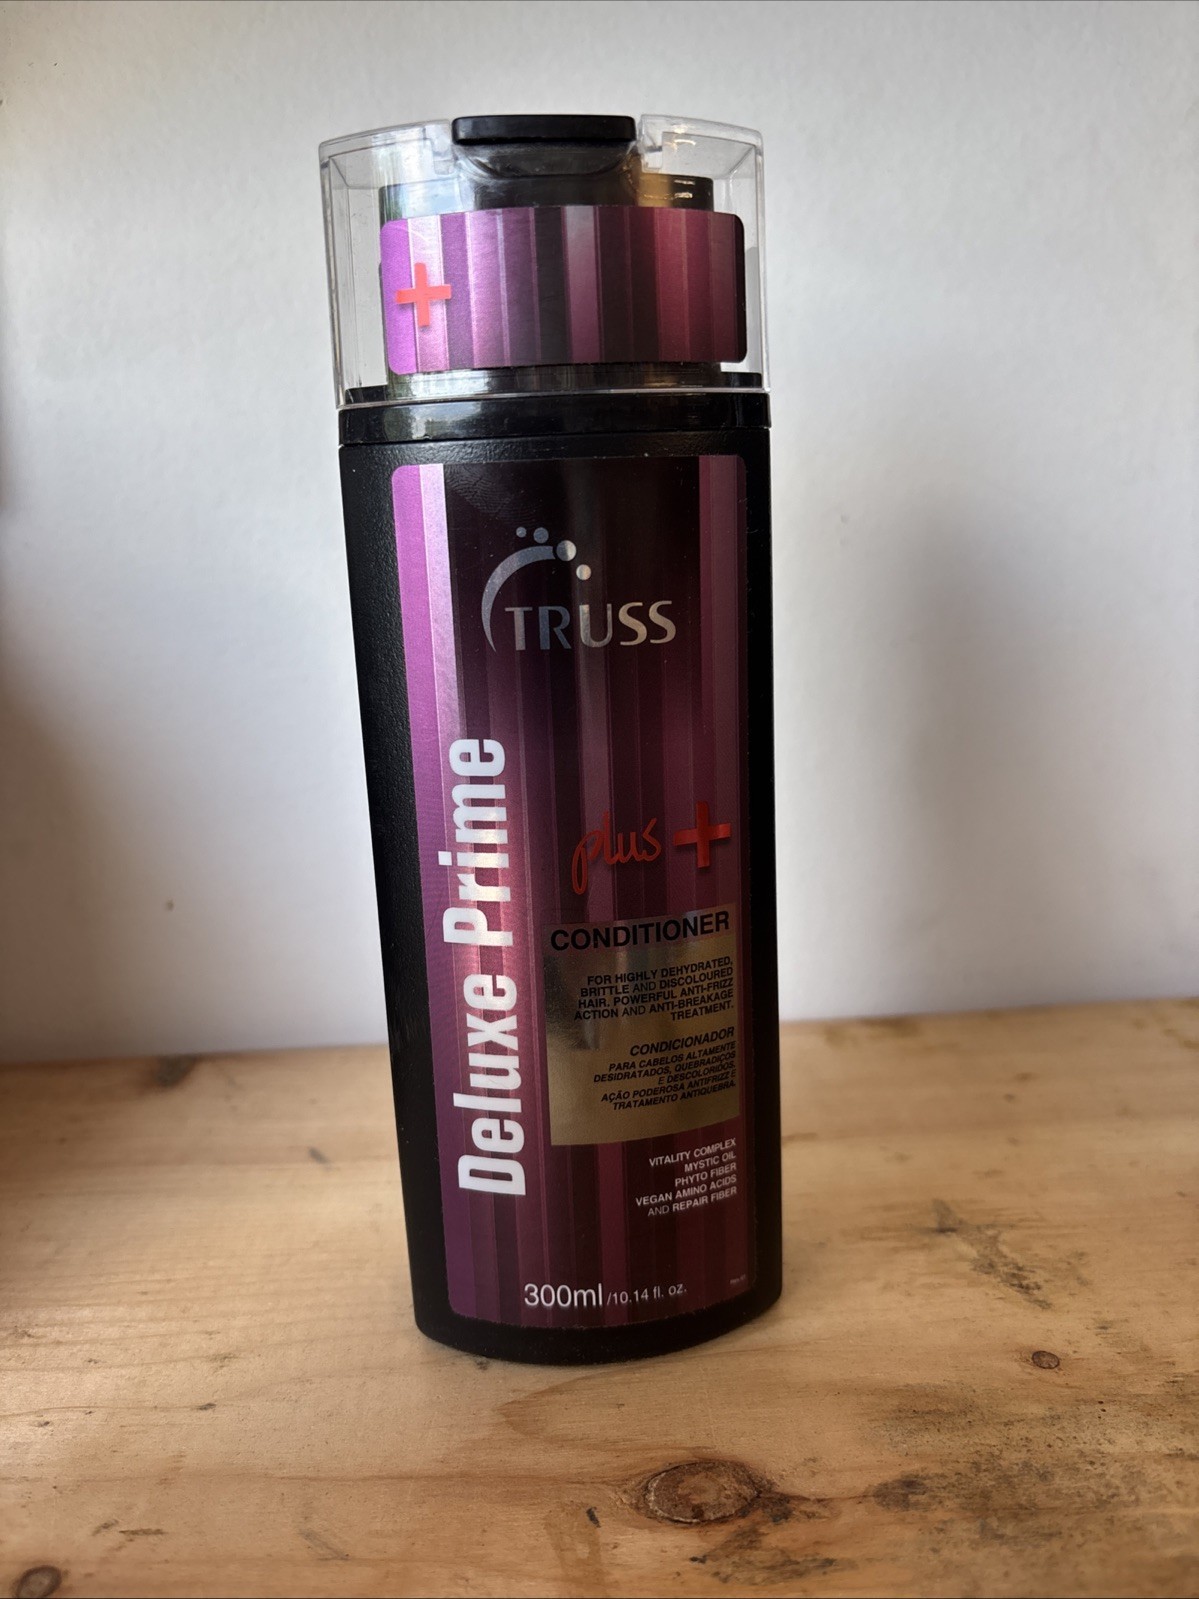 TRUSS
Deluxe Prime
plus +
CONDITIONER
FOR HIGHLY DEHYDRATED,
BRITTLE AND DISCOLOURED
HAIR. POWERFUL ANTI-FRIZZ
ACTION AND ANTI-BREAKAGE
TREATMENT.
CONDICIONADOR
PARA CABELOS ALTAMENTE
DESIDRATADOS, QUEBRADIÇOS
E DESCOLORIDOS.
AÇÃO PODEROSA ANTIFRIZZ E
TRATAMENTO ANTIQUEBRA.
VITALITY COMPLEX
MYSTIC OIL
PHYTO FIBER
VEGAN AMINO ACIDS
AND REPAIR FIBER
300ml/10.14 fl. oz.